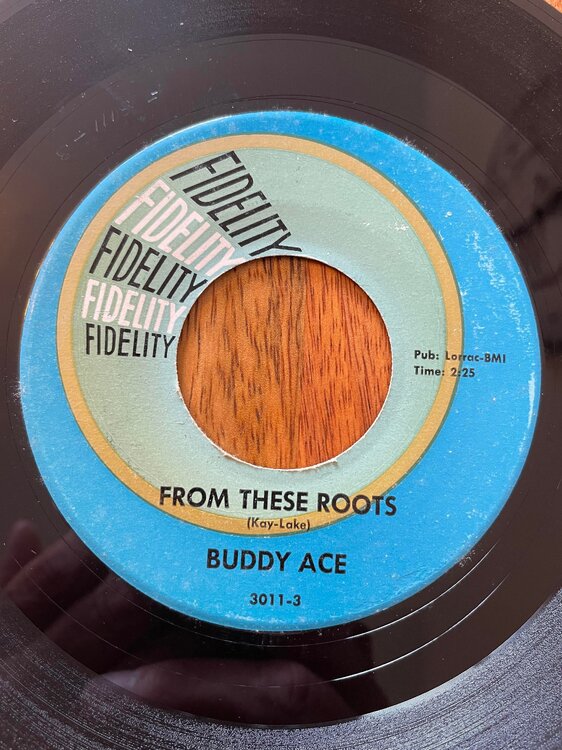 FIDELITY
FIDELITY
FIDELITY
FIDELITY
FIDELITY
Pub: Lorrac-BMI
Time: 2:25
FROM THESE ROOTS
(Kay-Lake)
BUDDY ACE
3011-3